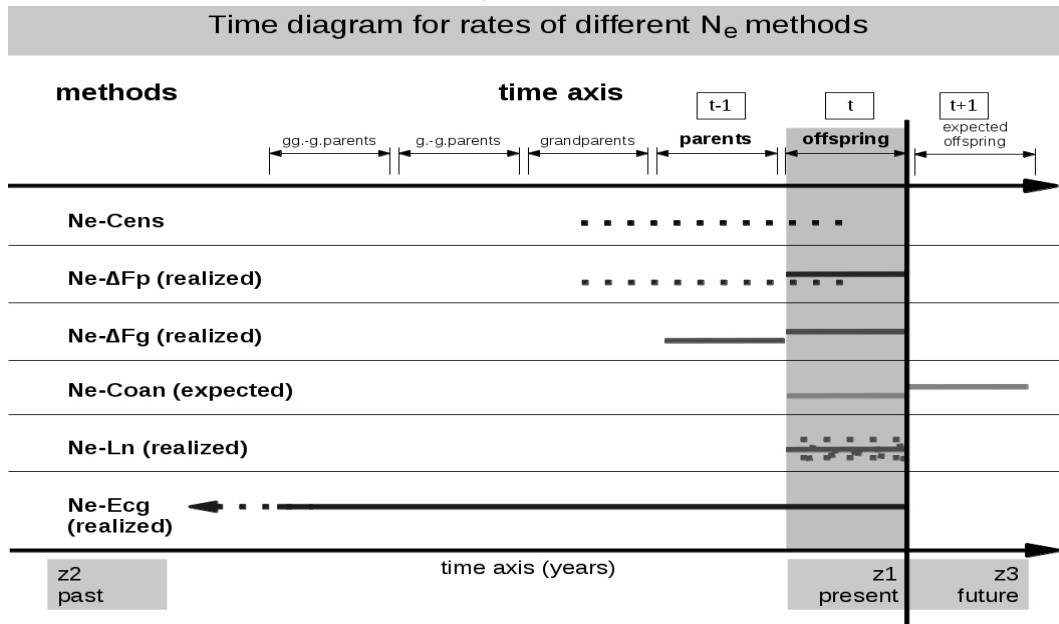 Time diagram for rates of different Ne methods
methods
time axis
t-1
t
t+1
gg.-g.parents
g.-g.parents
grandparents
parents
offspring
expected
offspring
Ne-Cens
Ne-ΔFp (realized)
Ne-ΔFg (realized)
Ne-Coan (expected)
Ne-Ln (realized)
Ne-Ecg
(realized)
time axis (years)
z2
past
z1
present
z3
future